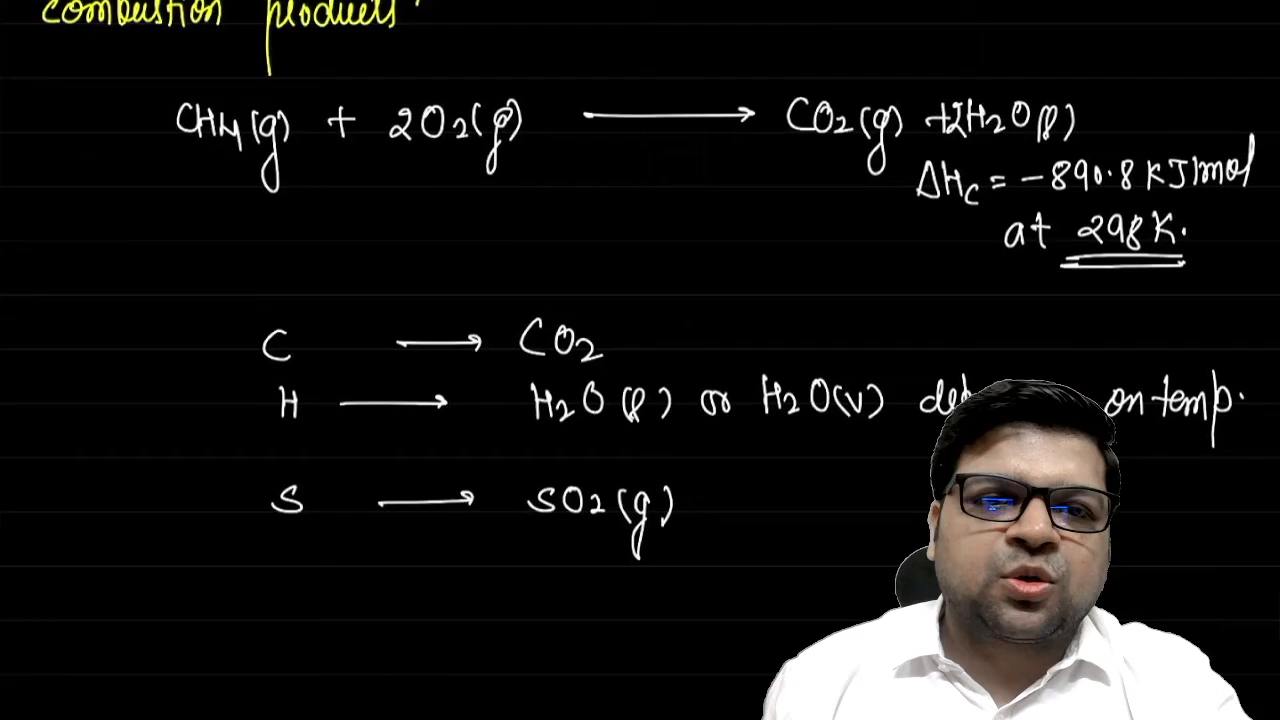 combustion products.
CH4(g) + 2O2(g) ⟶ CO2(g) + 2H2O(l)
ΔHC = -890.8 KJ/mol
at 298 K.
C ⟶ CO2
H ⟶ H2O(l) or H2O(v) de on temp.
S ⟶ SO2(g)